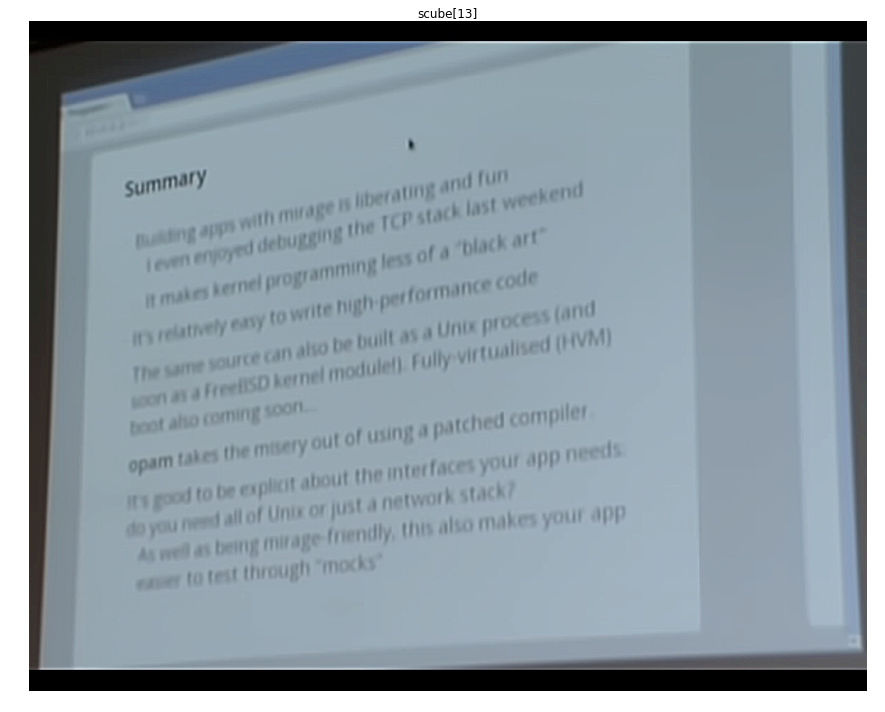 scube[13]
Summary
Building apps with mirage is liberating and fun
I even enjoyed debugging the TCP stack last weekend
It makes kernel programming less of a "black art"
It's relatively easy to write high-performance code
The same source can also be built as a Unix process (and
soon as a FreeBSD kernel module!). Fully-virtualised (HVM)
boot also coming soon...
opam takes the misery out of using a patched compiler.
It's good to be explicit about the interfaces your app needs:
do you need all of Unix or just a network stack?
As well as being mirage-friendly, this also makes your app
easier to test through "mocks"